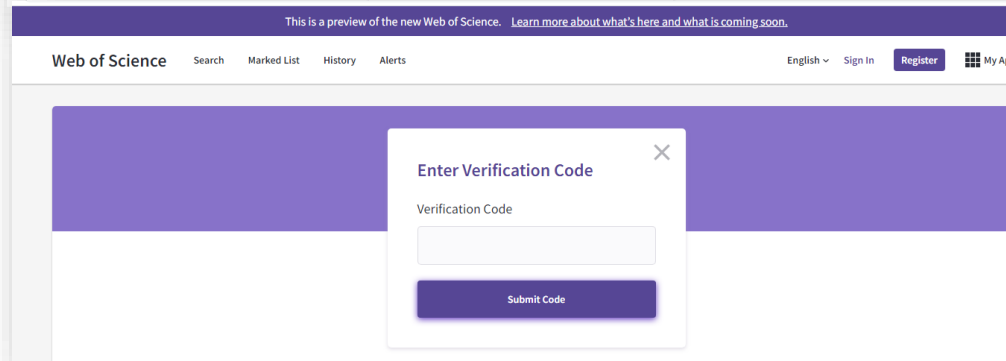 This is a preview of the new Web of Science. Learn more about what's here and what is coming soon.
Web of Science Search Marked List History Alerts English Sign In Register My Ap
Enter Verification Code
Verification Code
Submit Code